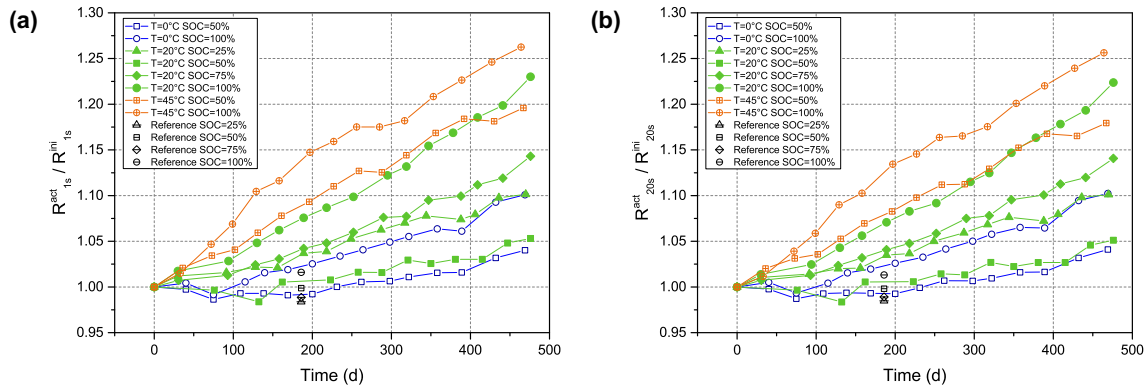 (a)
R^act_1s / R^ini_1s
1.30
1.25
1.20
1.15
1.10
1.05
1.00
0.95
T=0°C SOC=50%
T=0°C SOC=100%
T=20°C SOC=25%
T=20°C SOC=50%
T=20°C SOC=75%
T=20°C SOC=100%
T=45°C SOC=50%
T=45°C SOC=100%
Reference SOC=25%
Reference SOC=50%
Reference SOC=75%
Reference SOC=100%
0 100 200 300 400 500
Time (d)
(b)
R^act_20s / R^ini_20s
1.30
1.25
1.20
1.15
1.10
1.05
1.00
0.95
T=0°C SOC=50%
T=0°C SOC=100%
T=20°C SOC=25%
T=20°C SOC=50%
T=20°C SOC=75%
T=20°C SOC=100%
T=45°C SOC=50%
T=45°C SOC=100%
Reference SOC=25%
Reference SOC=50%
Reference SOC=75%
Reference SOC=100%
0 100 200 300 400 500
Time (d)